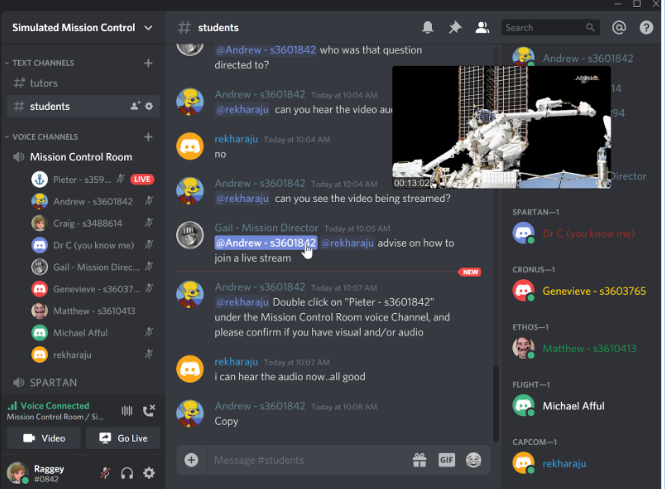 Simulated Mission Control
students
Search
TEXT CHANNELS
tutors
students
VOICE CHANNELS
Mission Control Room
Pieter - s359... LIVE
Andrew - s3601842
Craig - s3488614
Dr C (you know me)
Gail - Mission Direc...
Genevieve - s36037...
Matthew - s3610413
Michael Afful
rekharaju
SPARTAN
Voice Connected
Mission Control Room / Si...
Video
Go Live
Raggey
#0842
@Andrew - s3601842 who was that question
directed to?
Andrew - s3601842 Today at 10:04 AM
@rekharaju can you hear the video
rekharaju Today at 10:04 AM
no
Andrew - s3601842 Today at 10:04 AM
@rekharaju can you see the video being streamed?
Gail - Mission Director Today at 10:05 AM
@Andrew - s3601842 @rekharaju advise on how to
join a live stream
NEW
Andrew - s3601842 Today at 10:07 AM
@rekharaju Double click on "Pieter - s3601842"
under the Mission Control Room voice Channel, and
please confirm if you have visual and/or audio
rekharaju Today at 10:07 AM
i can hear the audio now..all good
Andrew - s3601842 Today at 10:08 AM
Copy
Message #students
GIF
00:13:02
Andrew - s3601842
14
94
Director
SPARTAN—1
Dr C (you know me)
CRONUS—1
Genevieve - s3603765
ETHOS—1
Matthew - s3610413
FLIGHT—1
Michael Afful
CAPCOM—1
rekharaju